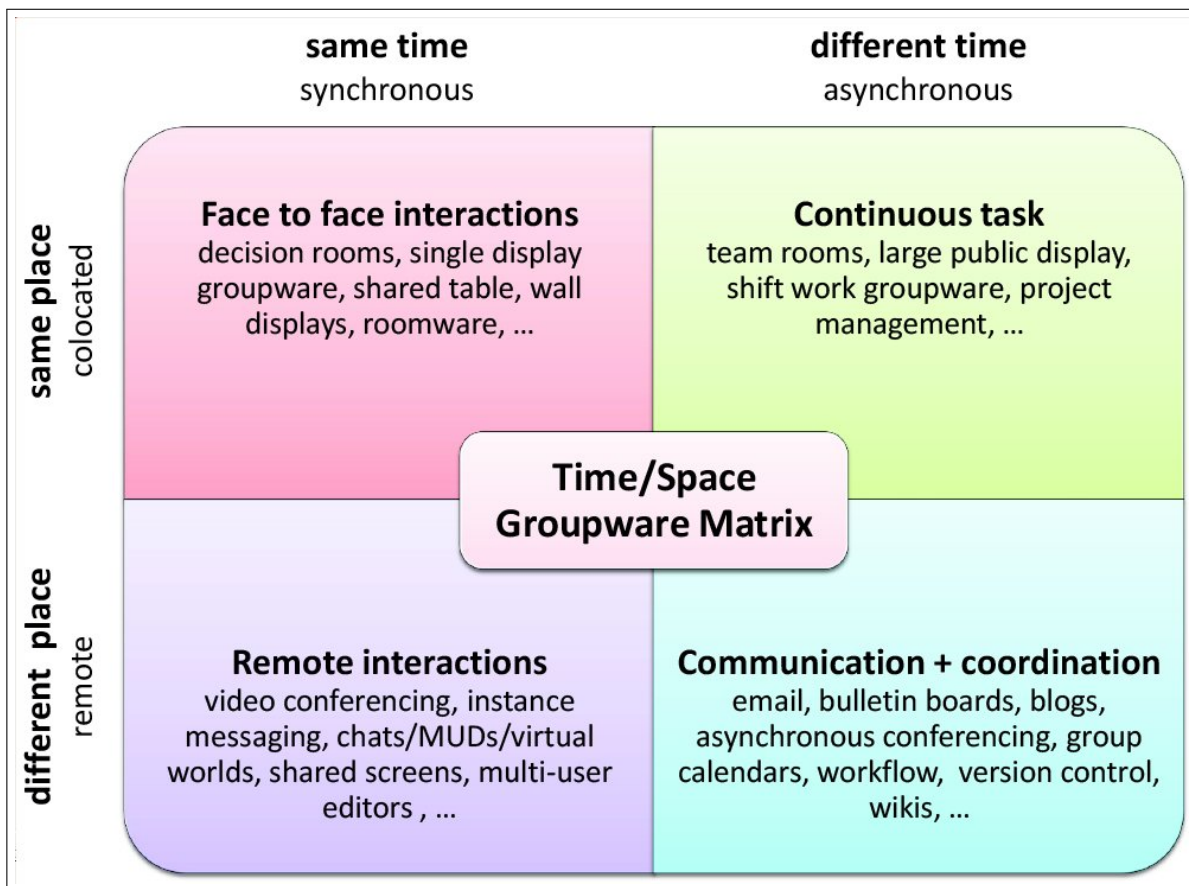 same time
synchronous
different time
asynchronous
same place
colocated
Face to face interactions
decision rooms, single display
groupware, shared table, wall
displays, roomware, ...
Continuous task
team rooms, large public display,
shift work groupware, project
management, ...
Time/Space
Groupware Matrix
different place
remote
Remote interactions
video conferencing, instance
messaging, chats/MUDs/virtual
worlds, shared screens, multi-user
editors , ...
Communication + coordination
email, bulletin boards, blogs,
asynchronous conferencing, group
calendars, workflow, version control,
wikis, ...